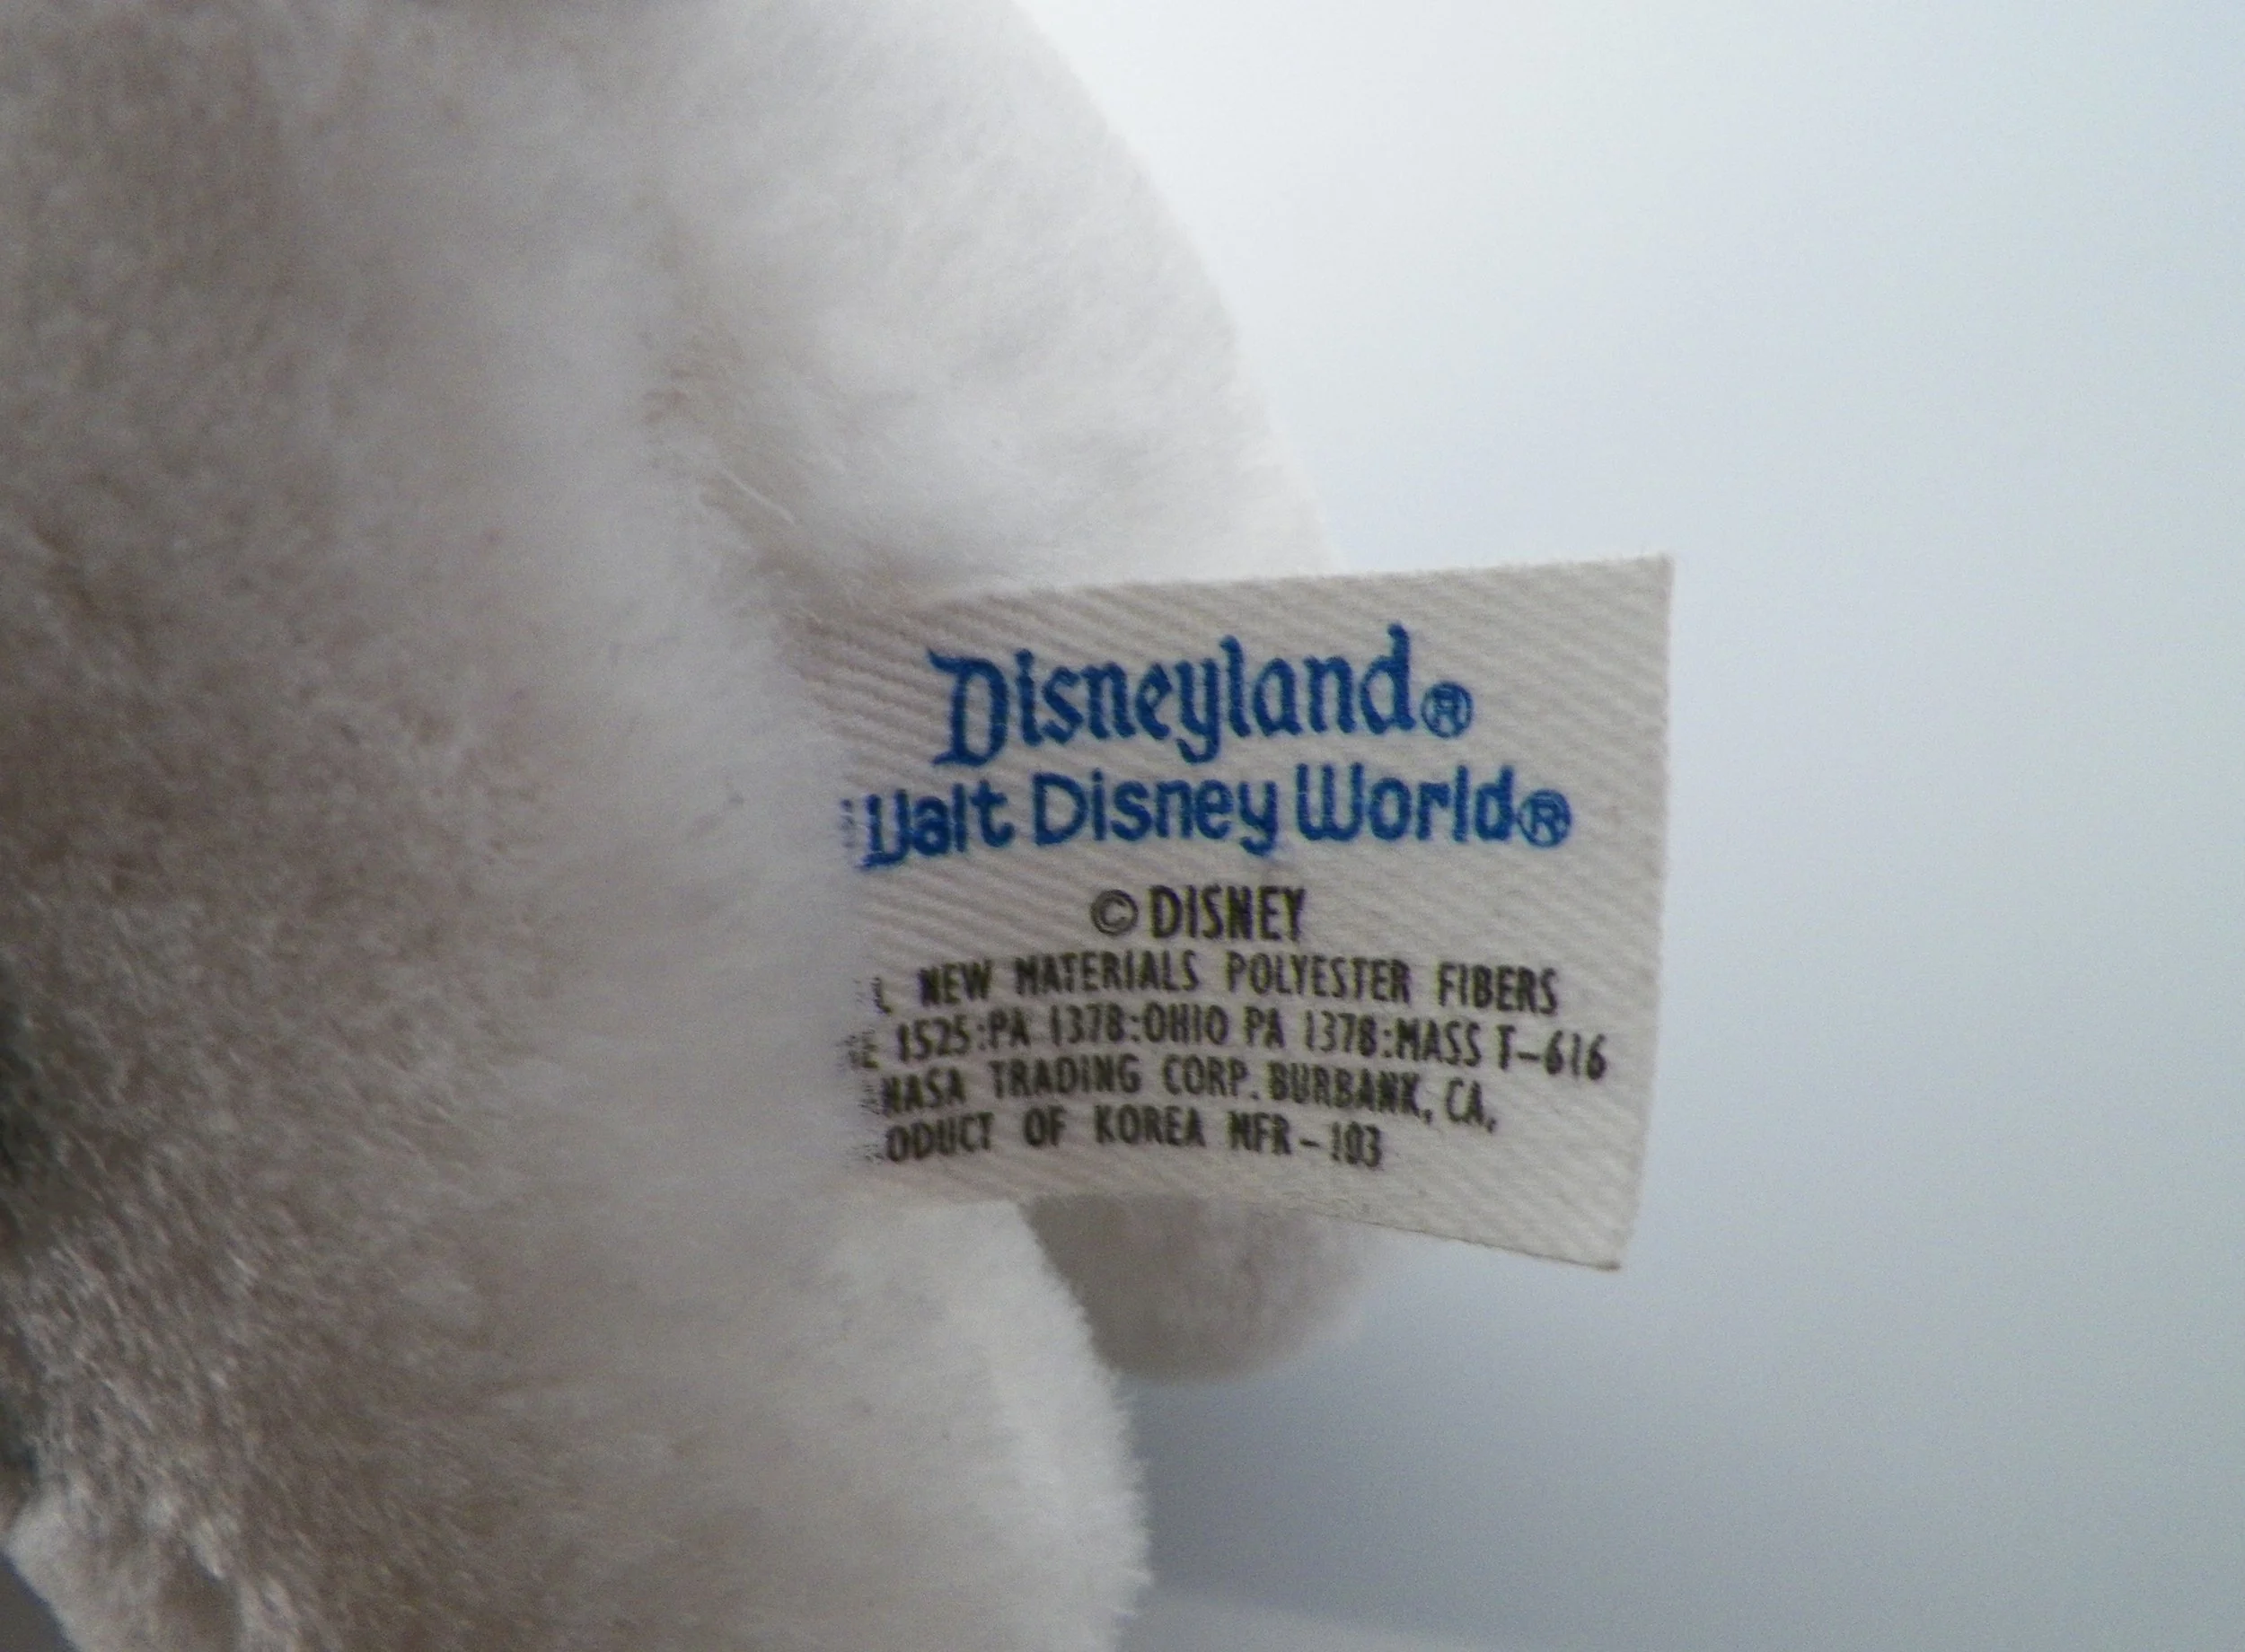 Disneyland®
Walt Disney World®
© DISNEY
L NEW MATERIALS POLYESTER FIBERS
1525:PA 1378:OHIO PA 1378:MASS T-616
NASA TRADING CORP. BURBANK, CA,
ODUCT OF KOREA MFR-103